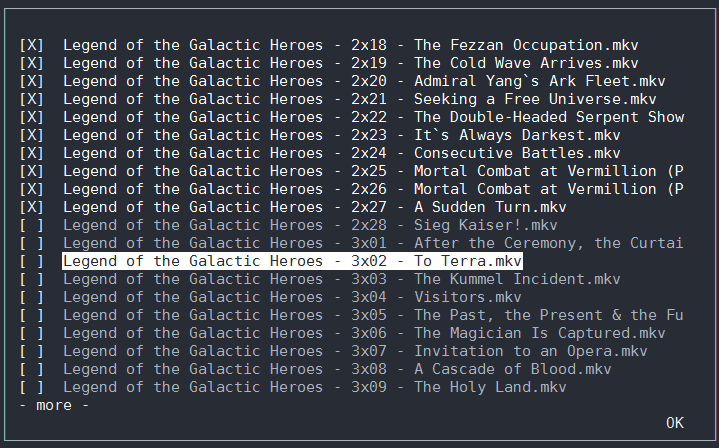 [X]  Legend of the Galactic Heroes - 2x18 - The Fezzan Occupation.mkv
[X]  Legend of the Galactic Heroes - 2x19 - The Cold Wave Arrives.mkv
[X]  Legend of the Galactic Heroes - 2x20 - Admiral Yang`s Ark Fleet.mkv
[X]  Legend of the Galactic Heroes - 2x21 - Seeking a Free Universe.mkv
[X]  Legend of the Galactic Heroes - 2x22 - The Double-Headed Serpent Show
[X]  Legend of the Galactic Heroes - 2x23 - It`s Always Darkest.mkv
[X]  Legend of the Galactic Heroes - 2x24 - Consecutive Battles.mkv
[X]  Legend of the Galactic Heroes - 2x25 - Mortal Combat at Vermillion (P
[X]  Legend of the Galactic Heroes - 2x26 - Mortal Combat at Vermillion (P
[X]  Legend of the Galactic Heroes - 2x27 - A Sudden Turn.mkv
[ ]  Legend of the Galactic Heroes - 2x28 - Sieg Kaiser!.mkv
[ ]  Legend of the Galactic Heroes - 3x01 - After the Ceremony, the Curtai
[ ]  Legend of the Galactic Heroes - 3x02 - To Terra.mkv
[ ]  Legend of the Galactic Heroes - 3x03 - The Kummel Incident.mkv
[ ]  Legend of the Galactic Heroes - 3x04 - Visitors.mkv
[ ]  Legend of the Galactic Heroes - 3x05 - The Past, the Present & the Fu
[ ]  Legend of the Galactic Heroes - 3x06 - The Magician Is Captured.mkv
[ ]  Legend of the Galactic Heroes - 3x07 - Invitation to an Opera.mkv
[ ]  Legend of the Galactic Heroes - 3x08 - A Cascade of Blood.mkv
[ ]  Legend of the Galactic Heroes - 3x09 - The Holy Land.mkv
- more -
OK